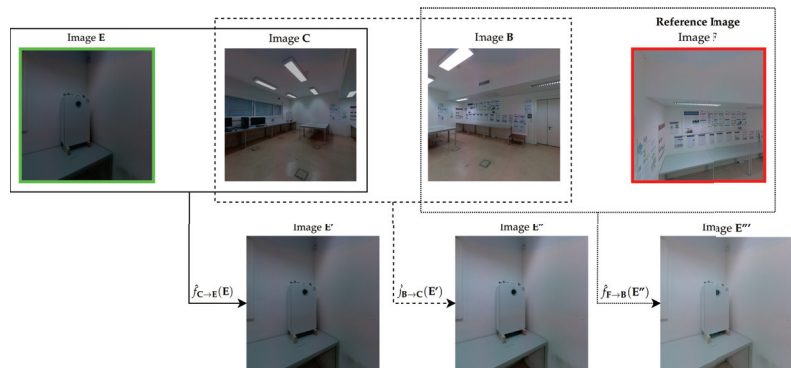 Reference Image
Image E
Image C
Image B
Image F
Image E'
Image E''
Image E'''
f̂C→E(E)
f̂B→C(E')
f̂F→B(E'')